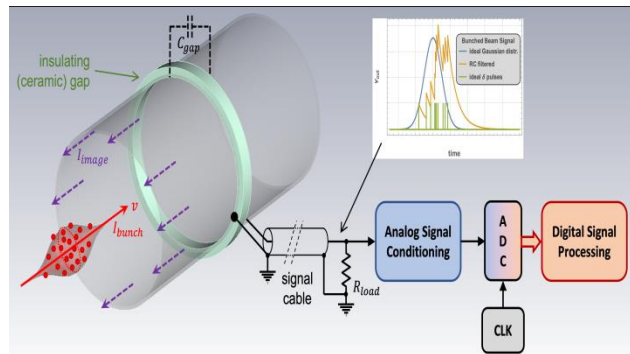 C_gap
insulating
(ceramic) gap
I_image
v
I_bunch
Bunched Beam Signal
ideal Gaussian distr.
RC filtered
ideal δ pulses
time
signal
cable
R_load
Analog Signal
Conditioning
A
D
C
Digital Signal
Processing
CLK